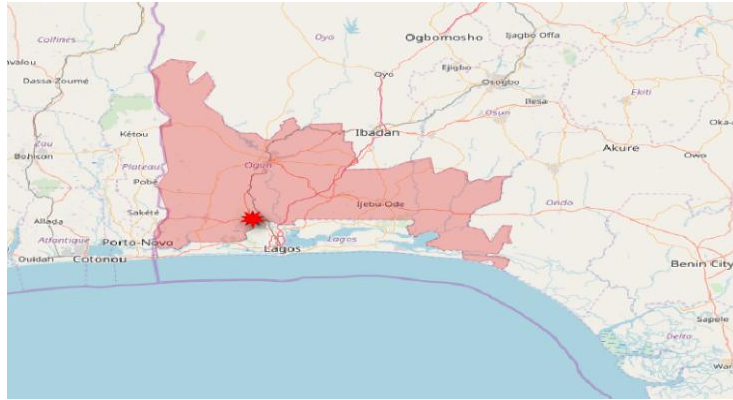 Collines
Oyo
Ogbomosho
Ijagbo Offa
Dassa-Zoumé
Oyo
Ejigbo
Osogbo
Ilesa
Ekiti
Kétou
Ibadan
Osun
Zou
Bohicon
Plateau
Ogun
Akure
Owo
Pobè
Allada
Sakété
Ijebu-Ode
Ondo
Atlantique
Porto-Novo
Lagos
Lagos
Ouidah
Cotonou
Benin City
Sapele
Delta